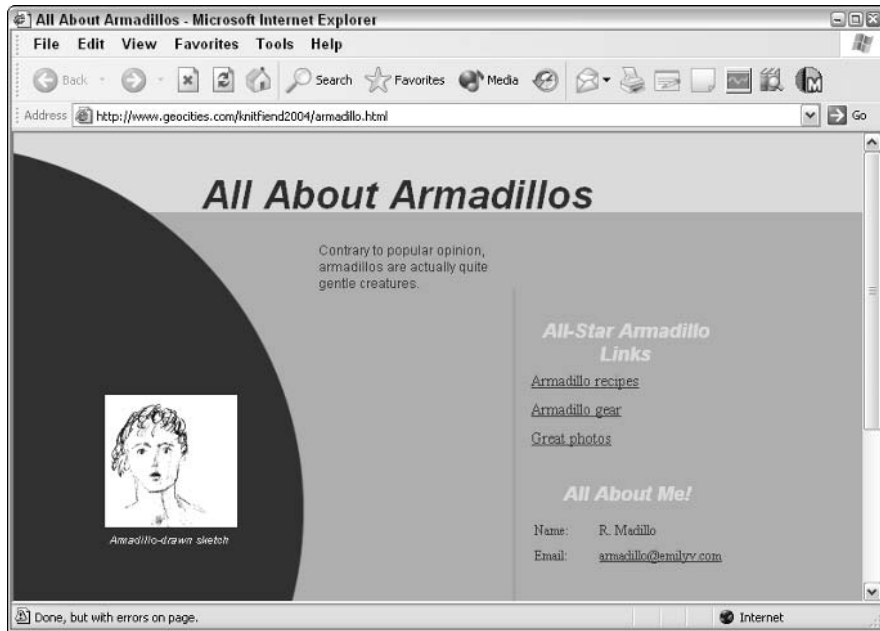 All About Armadillos - Microsoft Internet Explorer
File Edit View Favorites Tools Help
Back Search Favorites Media
Address http://www.geocities.com/knitfiend2004/armadillo.html Go
All About Armadillos
Contrary to popular opinion,
armadillos are actually quite
gentle creatures.
All-Star Armadillo
Links
Armadillo recipes
Armadillo gear
Great photos
All About Me!
Name: R. Madillo
Email: armadillo@emilyv.com
Armadillo-drawn sketch
Done, but with errors on page. Internet